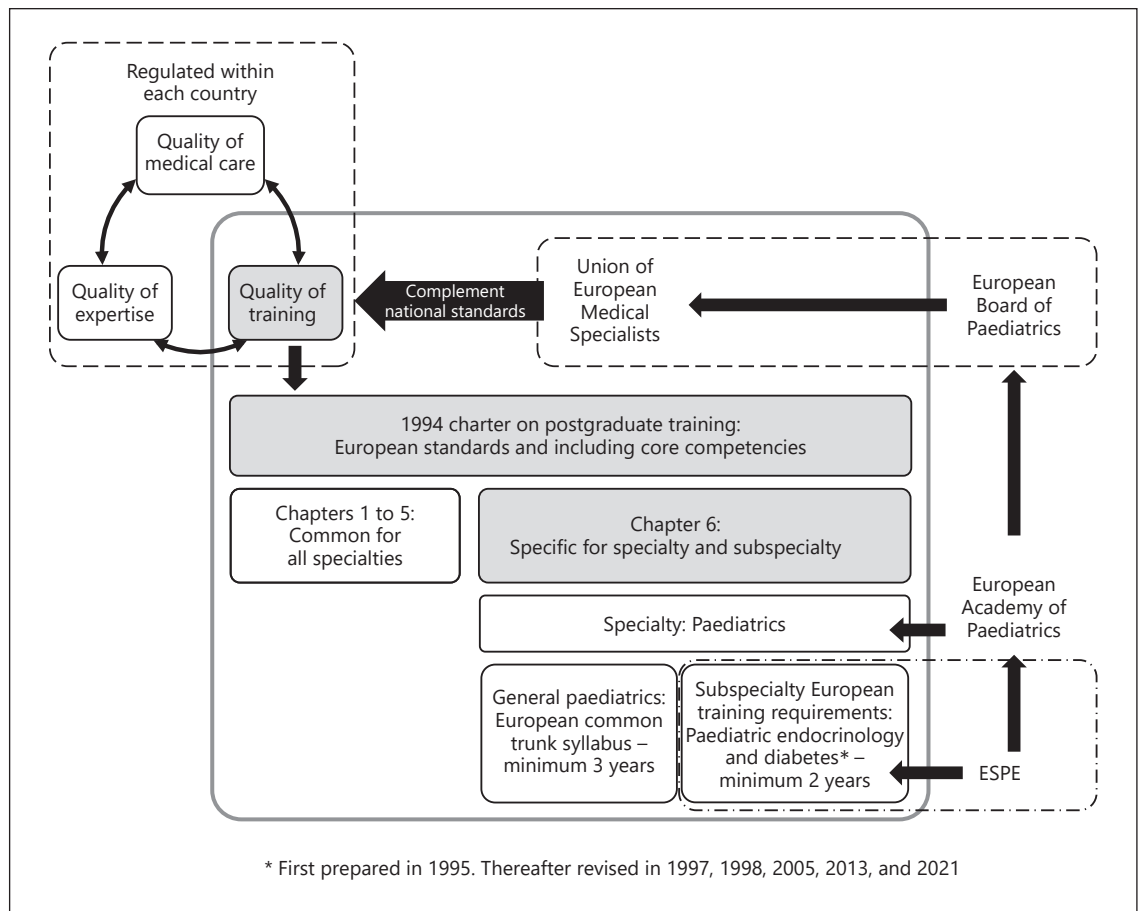 Regulated within
each country
Quality of
medical care
Quality of
expertise
Quality of
training
Complement
national standards
Union of
European
Medical
Specialists
European
Board of
Paediatrics
1994 charter on postgraduate training:
European standards and including core competencies
Chapters 1 to 5:
Common for
all specialties
Chapter 6:
Specific for specialty and subspecialty
European
Academy of
Paediatrics
Specialty: Paediatrics
General paediatrics:
European common
trunk syllabus –
minimum 3 years
Subspecialty European
training requirements:
Paediatric endocrinology
and diabetes* –
minimum 2 years
ESPE
* First prepared in 1995. Thereafter revised in 1997, 1998, 2005, 2013, and 2021